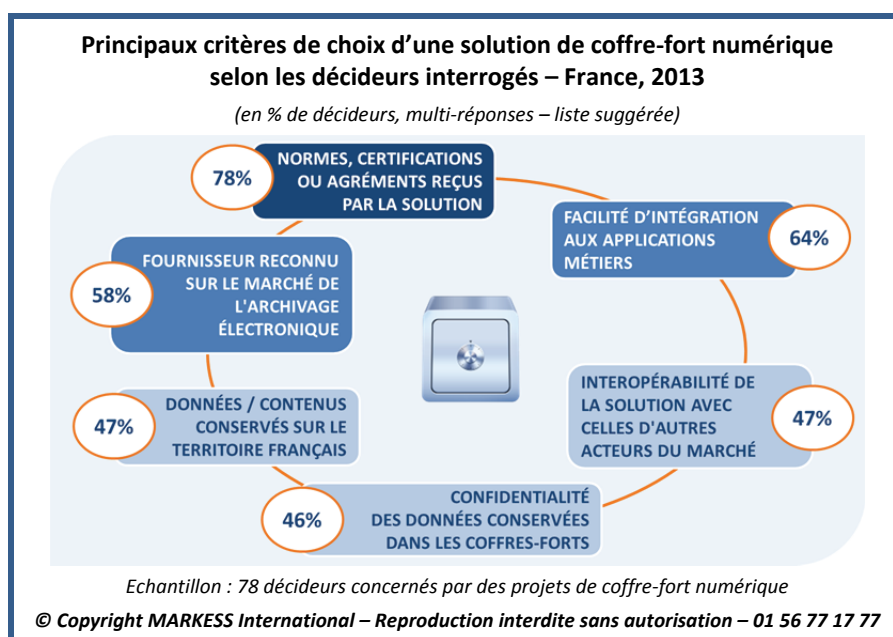 Principaux critères de choix d’une solution de coffre-fort numérique
selon les décideurs interrogés – France, 2013
(en % de décideurs, multi-réponses – liste suggérée)
78%
NORMES, CERTIFICATIONS
OU AGRÉMENTS REÇUS
PAR LA SOLUTION
FACILITÉ D’INTÉGRATION
AUX APPLICATIONS
MÉTIERS
64%
58%
FOURNISSEUR RECONNU
SUR LE MARCHÉ DE
L'ARCHIVAGE
ÉLECTRONIQUE
47%
DONNÉES / CONTENUS
CONSERVÉS SUR LE
TERRITOIRE FRANÇAIS
INTEROPÉRABILITÉ DE
LA SOLUTION AVEC
CELLES D'AUTRES
ACTEURS DU MARCHÉ
47%
46%
CONFIDENTIALITÉ
DES DONNÉES CONSERVÉES
DANS LES COFFRES-FORTS
Echantillon : 78 décideurs concernés par des projets de coffre-fort numérique
© Copyright MARKESS International – Reproduction interdite sans autorisation – 01 56 77 17 77